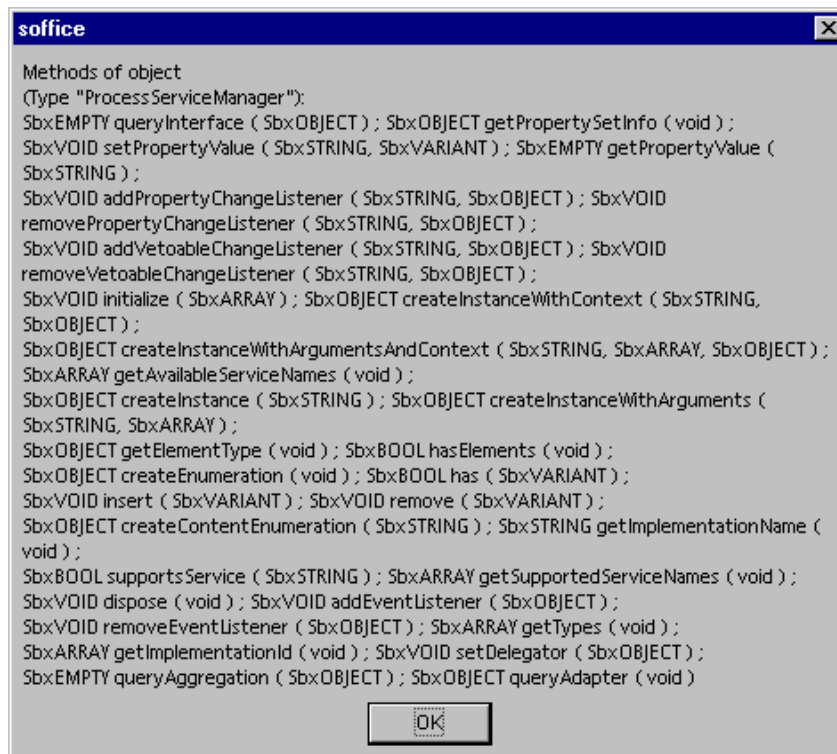 soffice
Methods of object
(Type "ProcessServiceManager"):
SbxEMPTY queryInterface ( SbxOBJECT ) ; SbxOBJECT getPropertySetInfo ( void ) ;
SbxVOID setPropertyValue ( SbxSTRING, SbxVARIANT ) ; SbxEMPTY getPropertyValue (
SbxSTRING ) ;
SbxVOID addPropertyChangeListener ( SbxSTRING, SbxOBJECT ) ; SbxVOID
removePropertyChangeListener ( SbxSTRING, SbxOBJECT ) ;
SbxVOID addVetoableChangeListener ( SbxSTRING, SbxOBJECT ) ; SbxVOID
removeVetoableChangeListener ( SbxSTRING, SbxOBJECT ) ;
SbxVOID initialize ( SbxARRAY ) ; SbxOBJECT createInstanceWithContext ( SbxSTRING,
SbxOBJECT ) ;
SbxOBJECT createInstanceWithArgumentsAndContext ( SbxSTRING, SbxARRAY, SbxOBJECT ) ;
SbxARRAY getAvailableServiceNames ( void ) ;
SbxOBJECT createInstance ( SbxSTRING ) ; SbxOBJECT createInstanceWithArguments (
SbxSTRING, SbxARRAY ) ;
SbxOBJECT getElementType ( void ) ; SbxBOOL hasElements ( void ) ;
SbxOBJECT createEnumeration ( void ) ; SbxBOOL has ( SbxVARIANT ) ;
SbxVOID insert ( SbxVARIANT ) ; SbxVOID remove ( SbxVARIANT ) ;
SbxOBJECT createContentEnumeration ( SbxSTRING ) ; SbxSTRING getImplementationName (
void ) ;
SbxBOOL supportsService ( SbxSTRING ) ; SbxARRAY getSupportedServiceNames ( void ) ;
SbxVOID dispose ( void ) ; SbxVOID addEventListener ( SbxOBJECT ) ;
SbxVOID removeEventListener ( SbxOBJECT ) ; SbxARRAY getTypes ( void ) ;
SbxARRAY getImplementationId ( void ) ; SbxVOID setDelegator ( SbxOBJECT ) ;
SbxEMPTY queryAggregation ( SbxOBJECT ) ; SbxOBJECT queryAdapter ( void )
OK